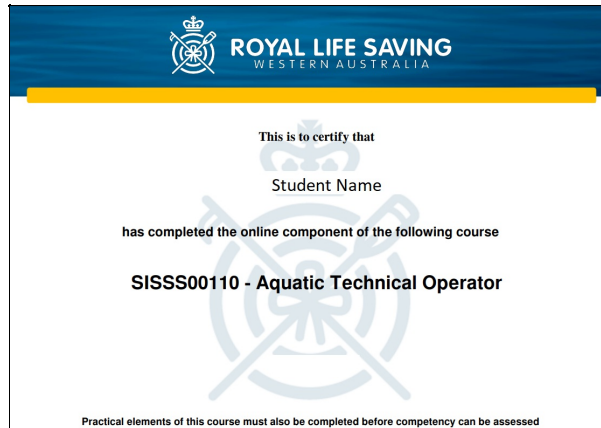 ROYAL LIFE SAVING
WESTERN AUSTRALIA
This is to certify that
Student Name
has completed the online component of the following course
SISSS00110 - Aquatic Technical Operator
Practical elements of this course must also be completed before competency can be assessed